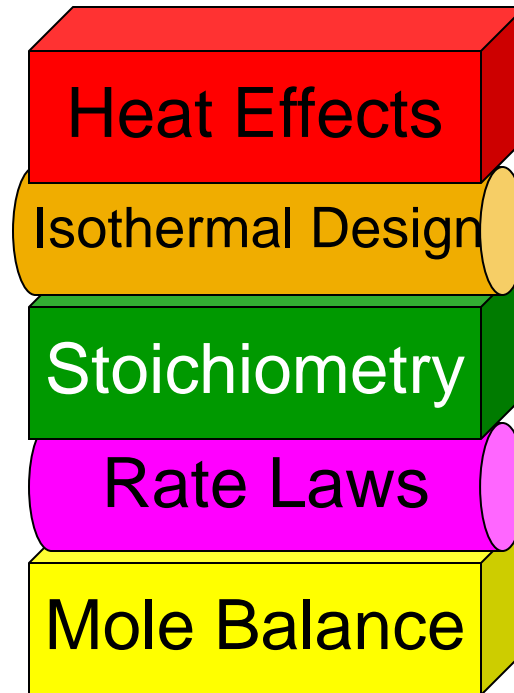 Heat Effects
Isothermal Design
Stoichiometry
Rate Laws
Mole Balance